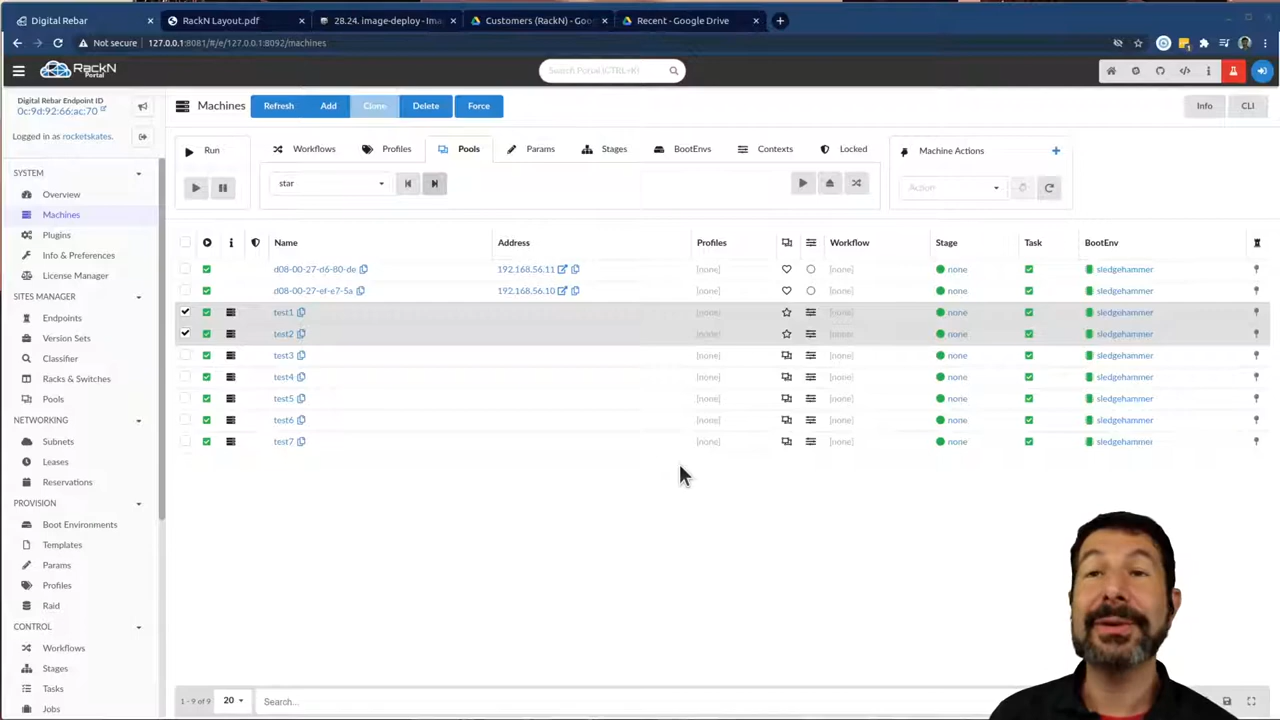 Digital Rebar
RackN Layout.pdf
28.24. image-deploy - Ima
Customers (RackN) - Goo
Recent - Google Drive
Not secure
127.0.0.1:8081/#/e/127.0.0.1:8092/machines
RackN
Portal
Search Portal (CTRL+K)
Digital Rebar Endpoint ID
0c:9d:92:66:ac:70
Logged in as rocketskates.
Machines
Refresh
Add
Clone
Delete
Force
Info
CLI
Run
Workflows
Profiles
Pools
Params
Stages
BootEnvs
Contexts
Locked
Machine Actions
star
Action
SYSTEM
Overview
Machines
Plugins
Info & Preferences
License Manager
SITES MANAGER
Endpoints
Version Sets
Classifier
Racks & Switches
Pools
NETWORKING
Subnets
Leases
Reservations
PROVISION
Boot Environments
Templates
Params
Profiles
Raid
CONTROL
Workflows
Stages
Tasks
Jobs
Name Address Profiles Workflow Stage Task BootEnv
d08-00-27-d6-80-de 192.168.56.11 [none] [none] none sledgehammer
d08-00-27-ef-e7-5a 192.168.56.10 [none] [none] none sledgehammer
test1 [none] [none] none sledgehammer
test2 [none] [none] none sledgehammer
test3 [none] [none] none sledgehammer
test4 [none] [none] none sledgehammer
test5 [none] [none] none sledgehammer
test6 [none] [none] none sledgehammer
test7 [none] [none] none sledgehammer
1 - 9 of 9
20
Search...